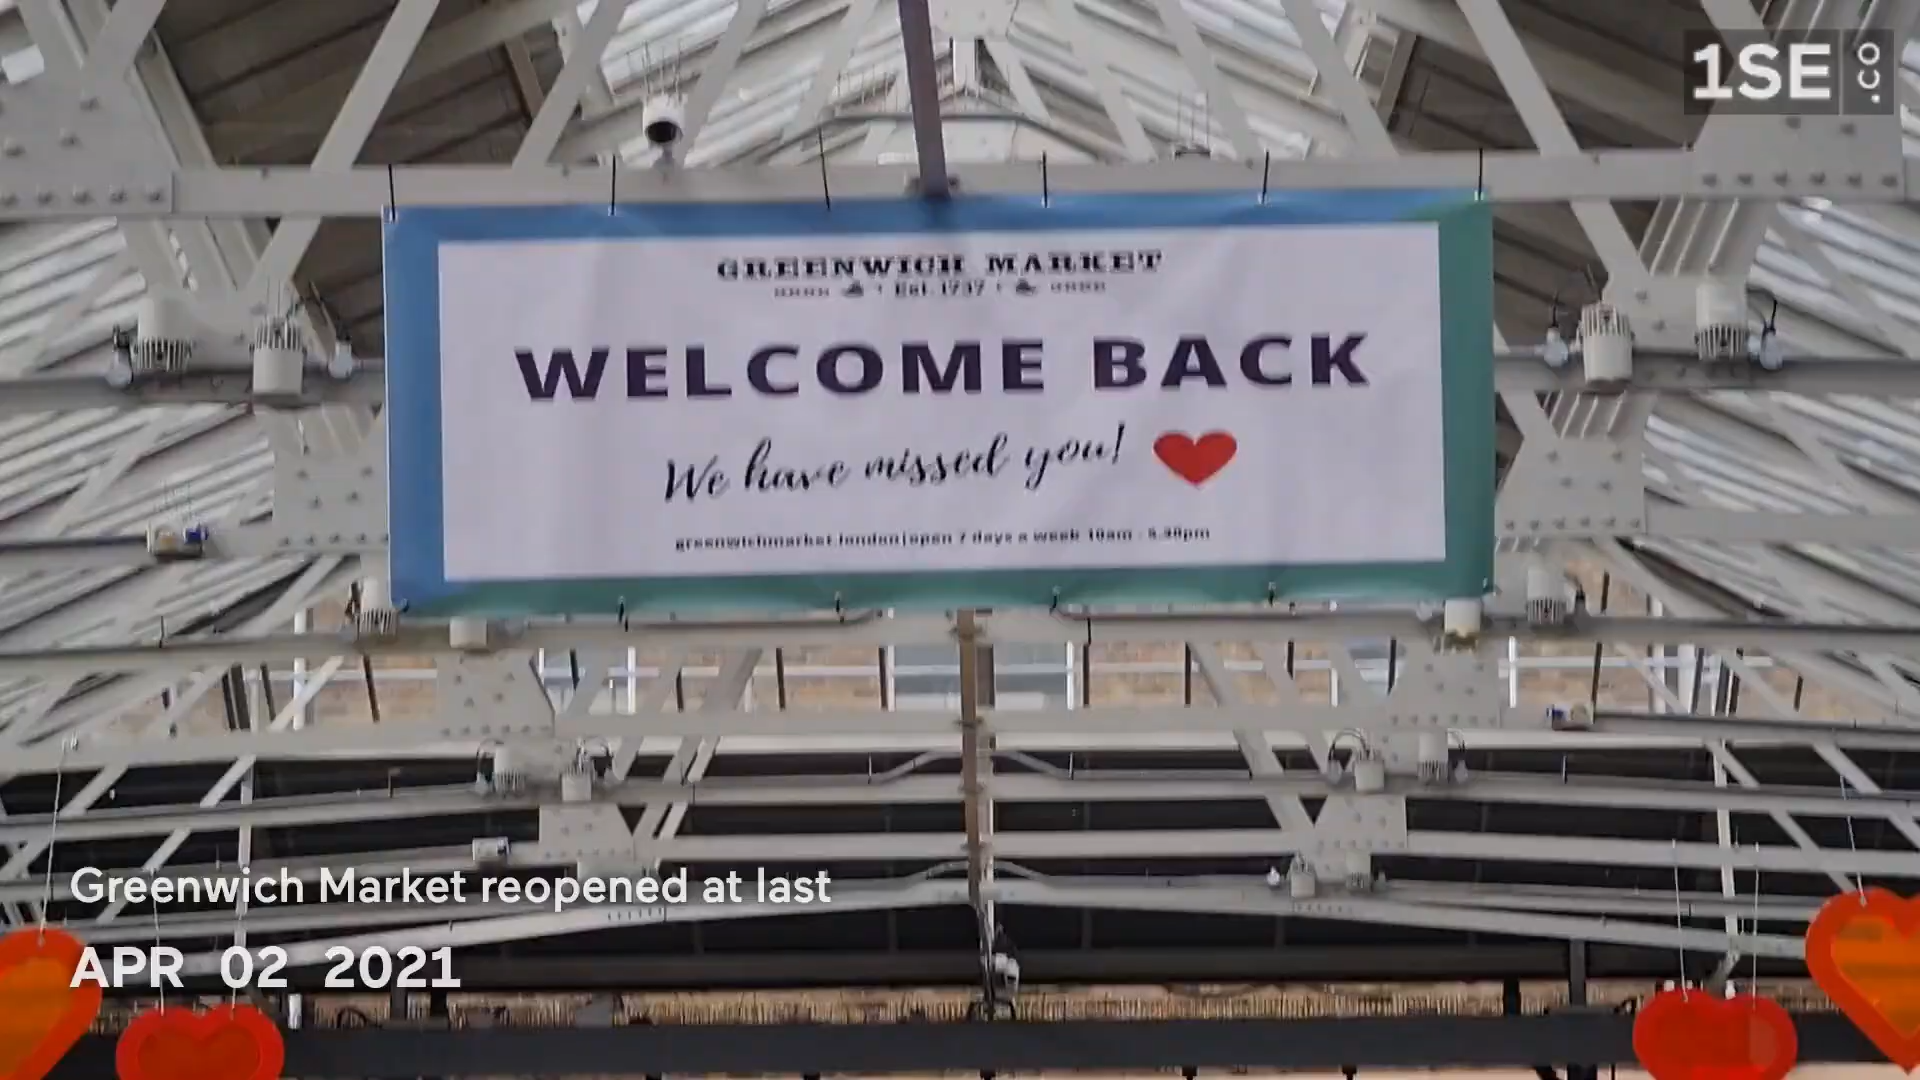 1SE.co
GREENWICH MARKET
Est. 1737
WELCOME BACK
We have missed you!
greenwichmarket.london|open 7 days a week 10am - 5.30pm
Greenwich Market reopened at last
APR 02 2021